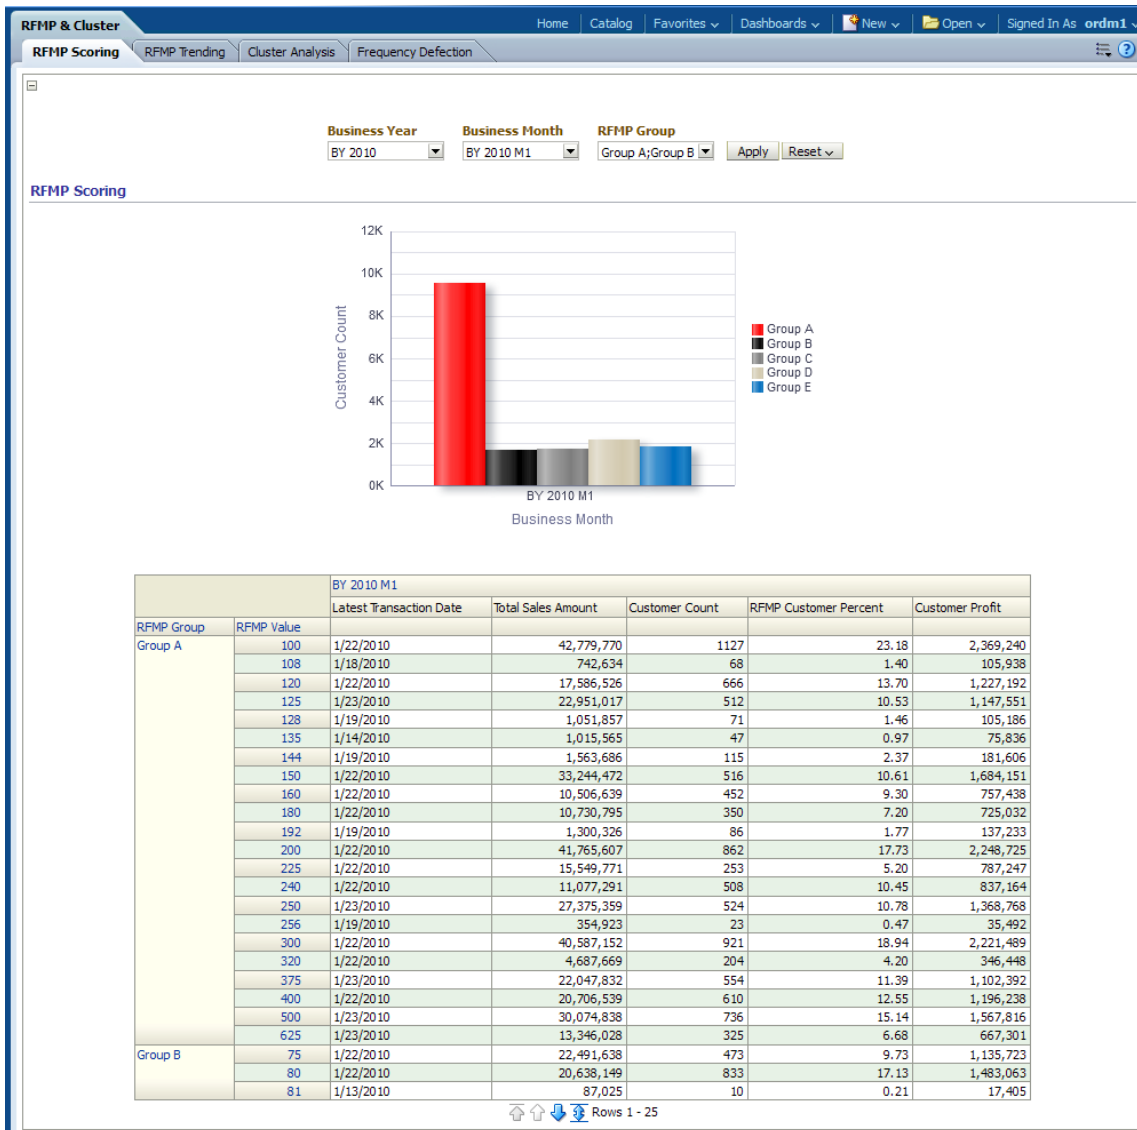 RFMP & Cluster
Home Catalog Favorites Dashboards New Open Signed In As ordm1
RFMP Scoring RFMP Trending Cluster Analysis Frequency Defection
Business Year Business Month RFMP Group
BY 2010 BY 2010 M1 Group A;Group B Apply Reset
RFMP Scoring
12K
10K
8K
6K
4K
2K
0K
Customer Count
BY 2010 M1
Business Month
Group A
Group B
Group C
Group D
Group E
BY 2010 M1
Latest Transaction Date Total Sales Amount Customer Count RFMP Customer Percent Customer Profit
RFMP Group RFMP Value
Group A 100 1/22/2010 42,779,770 1127 23.18 2,369,240
108 1/18/2010 742,634 68 1.40 105,938
120 1/22/2010 17,586,526 666 13.70 1,227,192
125 1/23/2010 22,951,017 512 10.53 1,147,551
128 1/19/2010 1,051,857 71 1.46 105,186
135 1/14/2010 1,015,565 47 0.97 75,836
144 1/19/2010 1,563,686 115 2.37 181,606
150 1/22/2010 33,244,472 516 10.61 1,684,151
160 1/22/2010 10,506,639 452 9.30 757,438
180 1/22/2010 10,730,795 350 7.20 725,032
192 1/19/2010 1,300,326 86 1.77 137,233
200 1/22/2010 41,765,607 862 17.73 2,248,725
225 1/22/2010 15,549,771 253 5.20 787,247
240 1/22/2010 11,077,291 508 10.45 837,164
250 1/23/2010 27,375,359 524 10.78 1,368,768
256 1/19/2010 354,923 23 0.47 35,492
300 1/22/2010 40,587,152 921 18.94 2,221,489
320 1/22/2010 4,687,669 204 4.20 346,448
375 1/23/2010 22,047,832 554 11.39 1,102,392
400 1/22/2010 20,706,539 610 12.55 1,196,238
500 1/23/2010 30,074,838 736 15.14 1,567,816
625 1/23/2010 13,346,028 325 6.68 667,301
Group B 75 1/22/2010 22,491,638 473 9.73 1,135,723
80 1/22/2010 20,638,149 833 17.13 1,483,063
81 1/13/2010 87,025 10 0.21 17,405
Rows 1 - 25